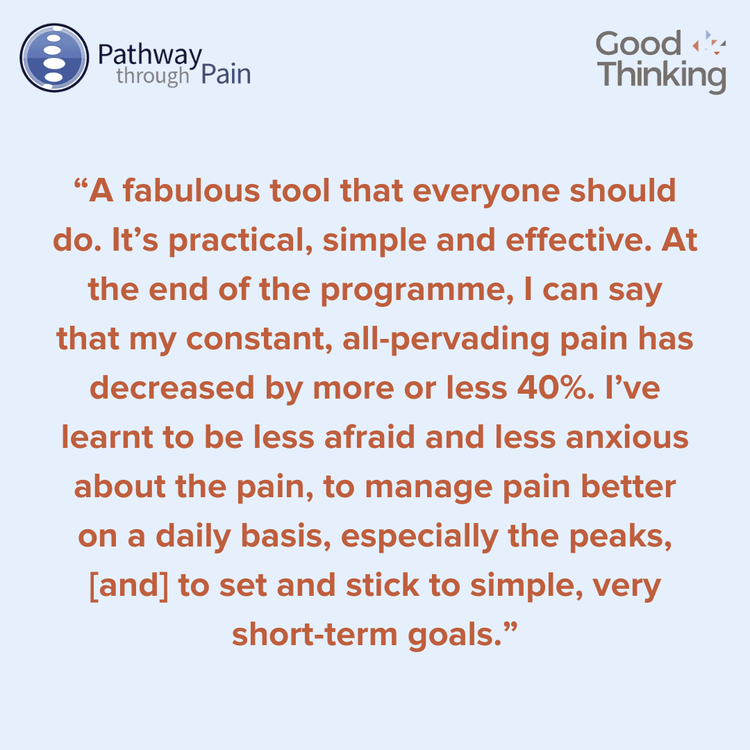 Pathway
through Pain
Good
Thinking
“A fabulous tool that everyone should
do. It’s practical, simple and effective. At
the end of the programme, I can say
that my constant, all-pervading pain has
decreased by more or less 40%. I’ve
learnt to be less afraid and less anxious
about the pain, to manage pain better
on a daily basis, especially the peaks,
[and] to set and stick to simple, very
short-term goals.”